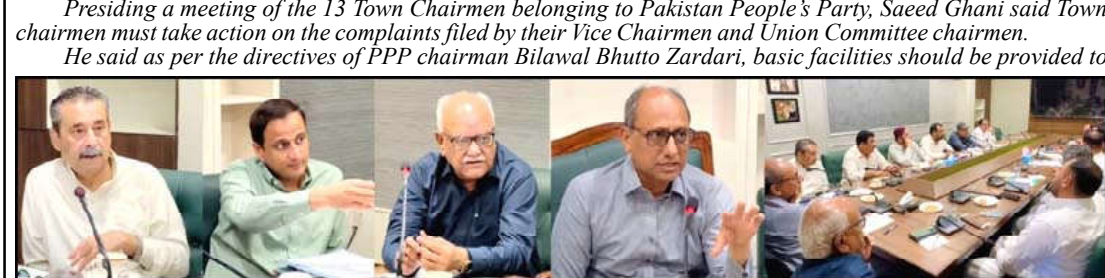 Presiding a meeting of the 13 Town Chairmen belonging to Pakistan People's Party, Saeed Ghani said Town
chairmen must take action on the complaints filed by their Vice Chairmen and Union Committee chairmen.
He said as per the directives of PPP chairman Bilawal Bhutto Zardari, basic facilities should be provided to